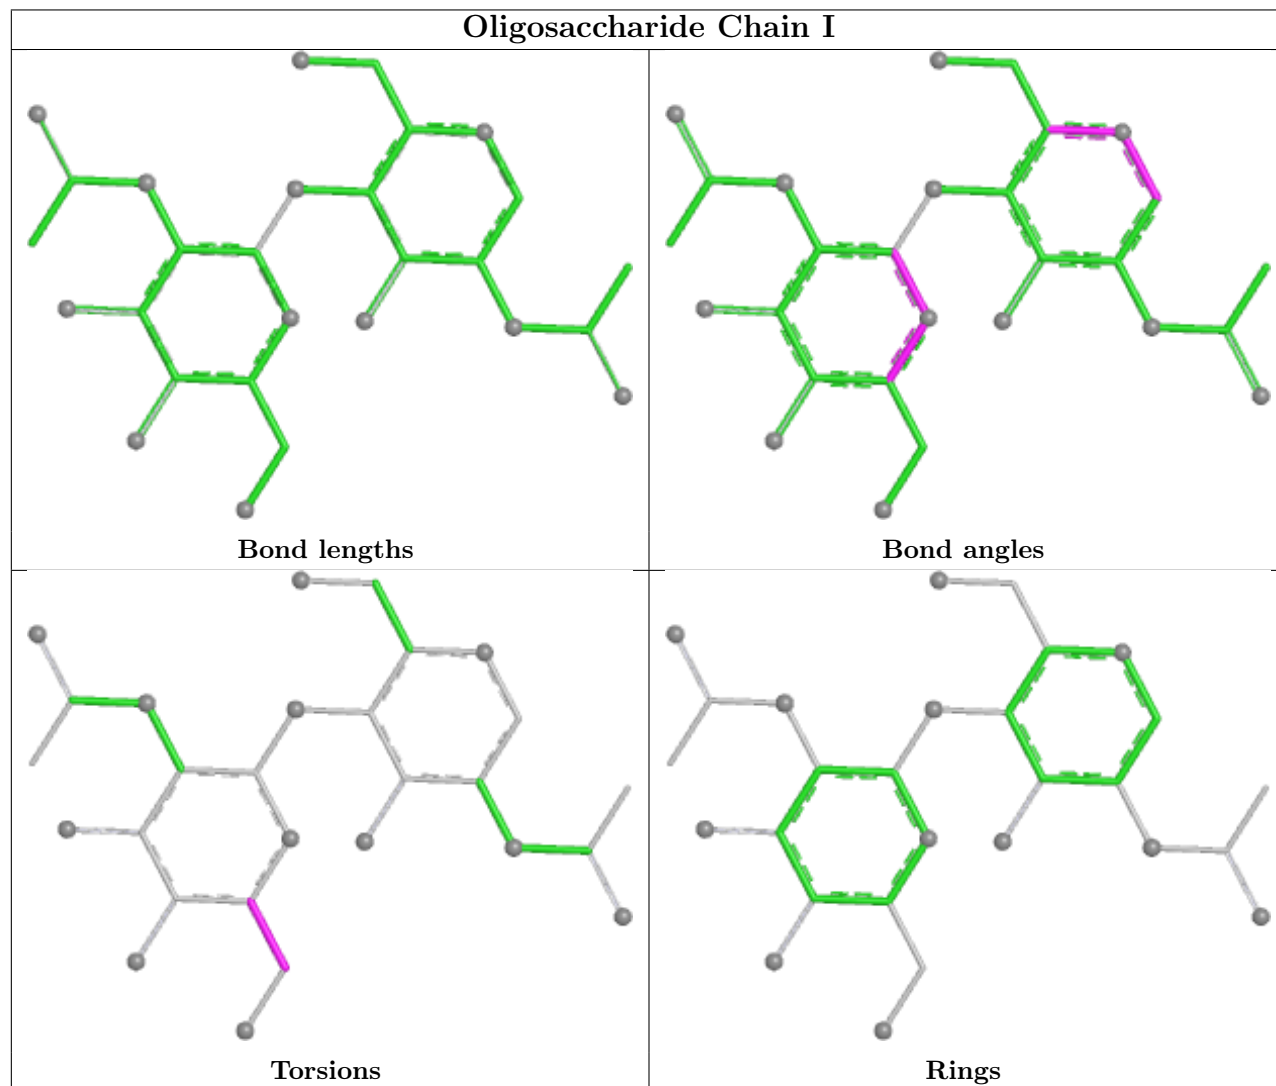 Oligosaccharide Chain I
Bond lengths
Bond angles
Torsions
Rings